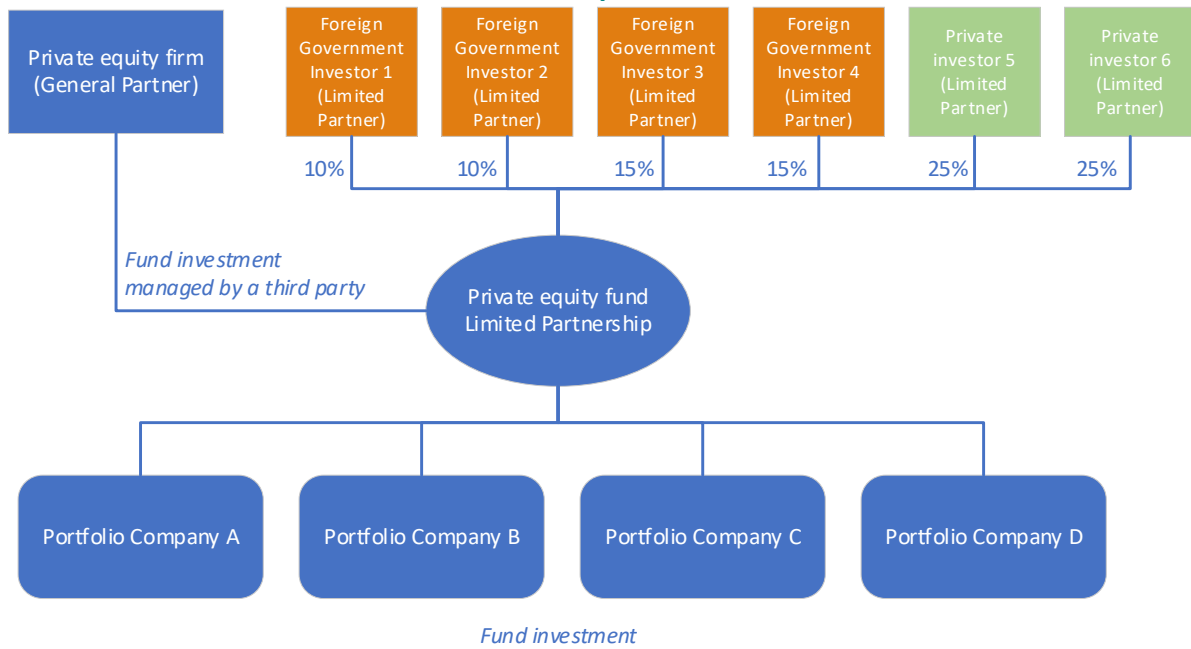 Private equity firm
(General Partner)
Foreign
Government
Investor 1
(Limited
Partner)
Foreign
Government
Investor 2
(Limited
Partner)
Foreign
Government
Investor 3
(Limited
Partner)
Foreign
Government
Investor 4
(Limited
Partner)
Private
investor 5
(Limited
Partner)
Private
investor 6
(Limited
Partner)
10%
10%
15%
15%
25%
25%
Fund investment
managed by a third party
Private equity fund
Limited Partnership
Portfolio Company A
Portfolio Company B
Portfolio Company C
Portfolio Company D
Fund investment